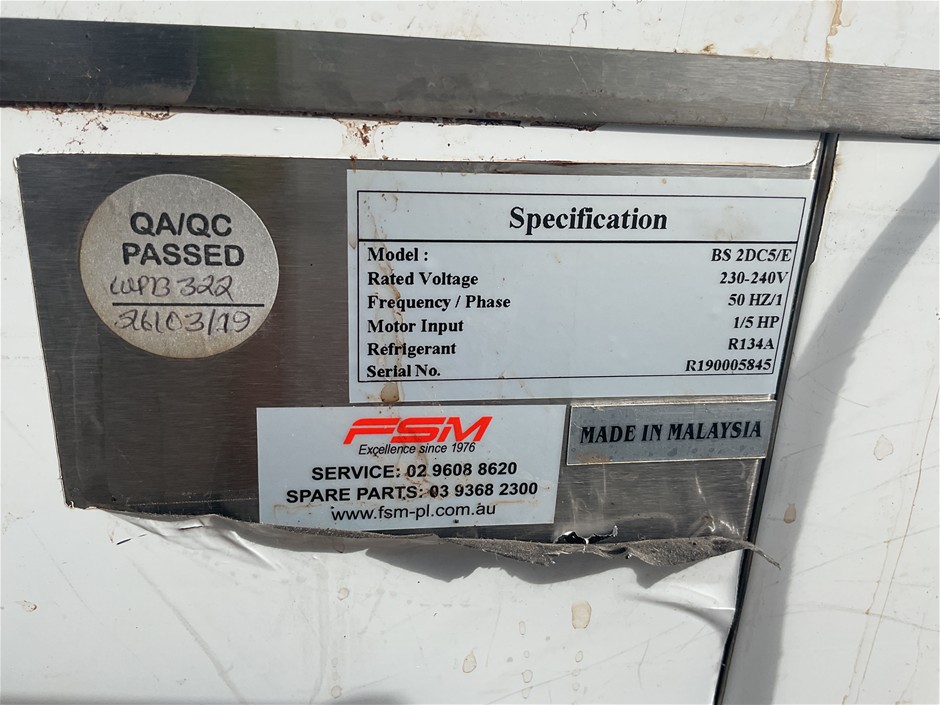 QA/QC
PASSED
WPB 322
26/03/19
Specification
Model : BS 2DC5/E
Rated Voltage 230-240V
Frequency / Phase 50 HZ/1
Motor Input 1/5 HP
Refrigerant R134A
Serial No. R190005845
FSM
Excellence since 1976
SERVICE: 02 9608 8620
SPARE PARTS: 03 9368 2300
www.fsm-pl.com.au
MADE IN MALAYSIA